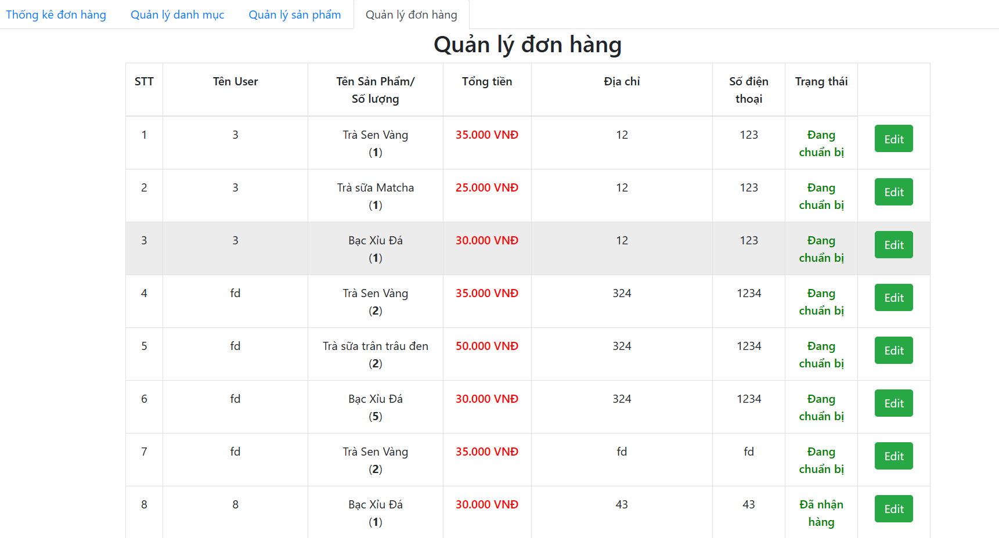 Thống kê đơn hàng Quản lý danh mục Quản lý sản phẩm Quản lý đơn hàng
Quản lý đơn hàng
STT Tên User Tên Sản Phẩm/ Tổng tiền Địa chỉ Số điện Trạng thái
Số lượng thoại
1 3 Trà Sen Vàng 35.000 VNĐ 12 123 Đang Edit
(1) chuẩn bị
2 3 Trà sữa Matcha 25.000 VNĐ 12 123 Đang Edit
(1) chuẩn bị
3 3 Bạc Xỉu Đá 30.000 VNĐ 12 123 Đang Edit
(1) chuẩn bị
4 fd Trà Sen Vàng 35.000 VNĐ 324 1234 Đang Edit
(2) chuẩn bị
5 fd Trà sữa trân trâu đen 50.000 VNĐ 324 1234 Đang Edit
(2) chuẩn bị
6 fd Bạc Xỉu Đá 30.000 VNĐ 324 1234 Đang Edit
(5) chuẩn bị
7 fd Trà Sen Vàng 35.000 VNĐ fd fd Đang Edit
(2) chuẩn bị
8 8 Bạc Xỉu Đá 30.000 VNĐ 43 43 Đã nhận Edit
(1) hàng